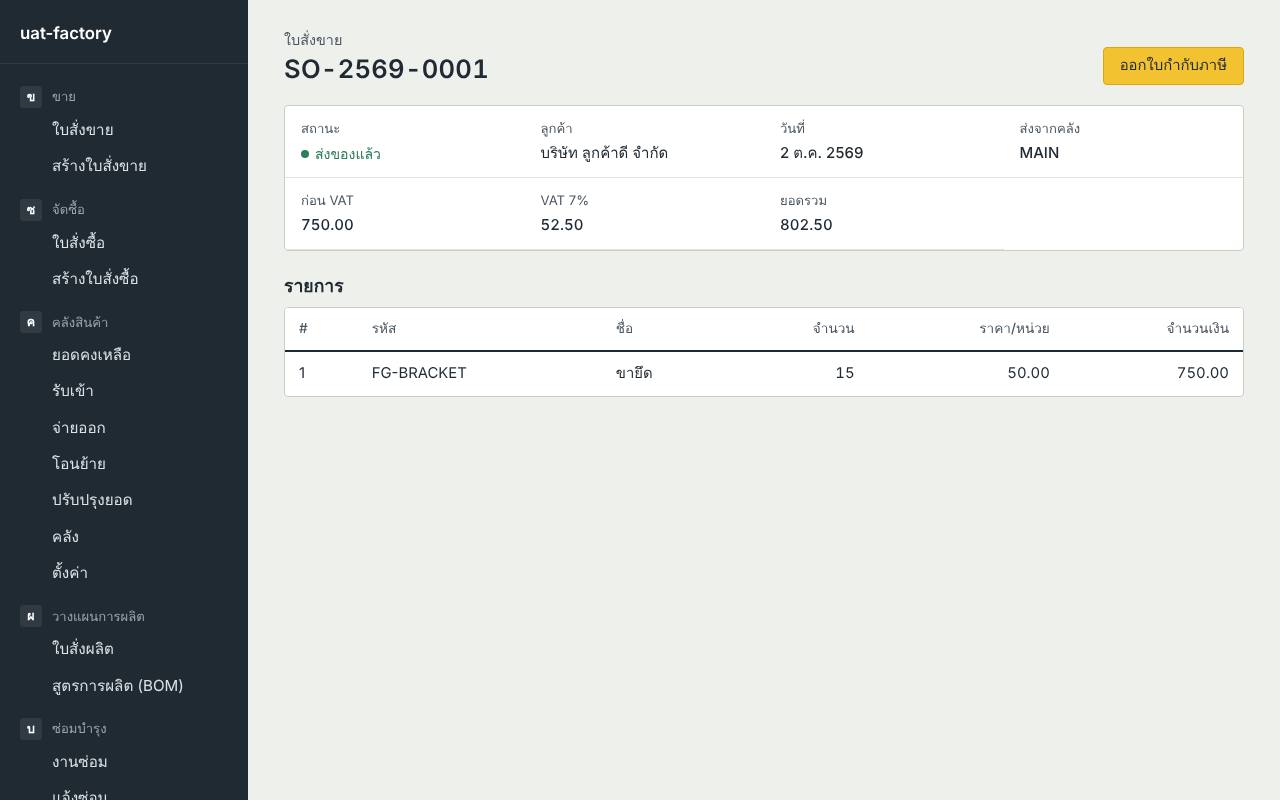 uat-factory
ข ขาย
ใบสั่งขาย
สร้างใบสั่งขาย
ซ จัดซื้อ
ใบสั่งซื้อ
สร้างใบสั่งซื้อ
ค คลังสินค้า
ยอดคงเหลือ
รับเข้า
จ่ายออก
โอนย้าย
ปรับปรุงยอด
คลัง
ตั้งค่า
ผ วางแผนการผลิต
ใบสั่งผลิต
สูตรการผลิต (BOM)
บ ซ่อมบำรุง
งานซ่อม
แจ้งซ่อม
ใบสั่งขาย
SO-2569-0001
ออกใบกำกับภาษี
สถานะ ลูกค้า วันที่ ส่งจากคลัง
ส่งของแล้ว บริษัท ลูกค้าดี จำกัด 2 ต.ค. 2569 MAIN
ก่อน VAT VAT 7% ยอดรวม
750.00 52.50 802.50
รายการ
# รหัส ชื่อ จำนวน ราคา/หน่วย จำนวนเงิน
1 FG-BRACKET ขายึด 15 50.00 750.00